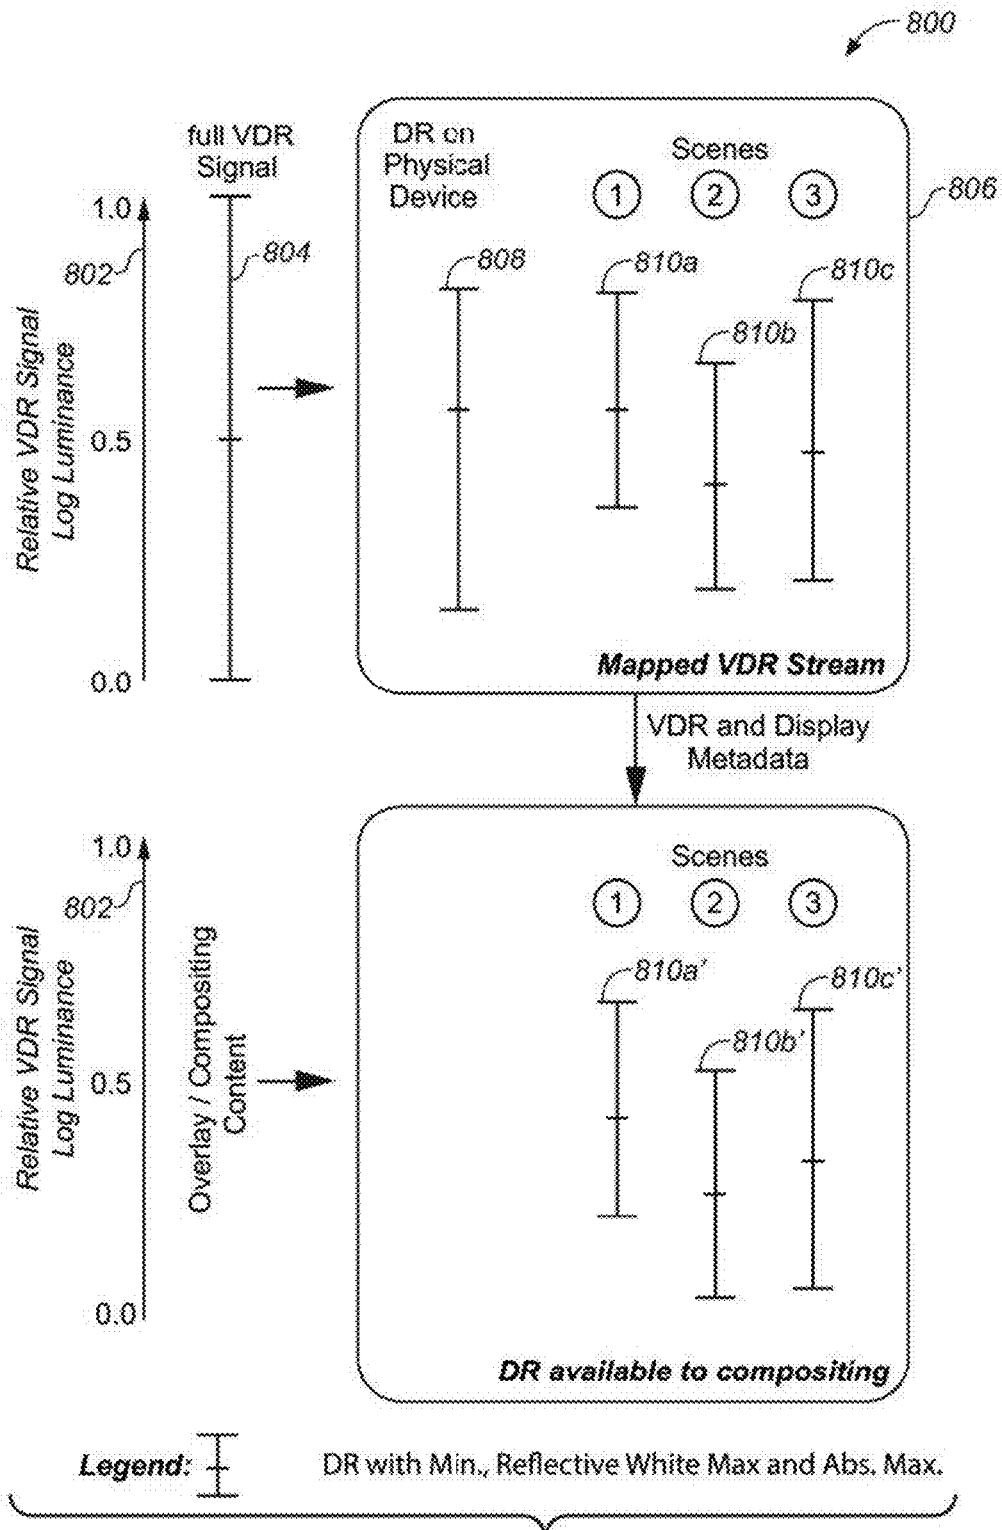 800
full VDR
Signal
DR on
Physical
Device
Scenes
1 2 3
806
1.0
802
804
808
810a
810b
810c
Relative VDR Signal
Log Luminance
0.5
0.0
Mapped VDR Stream
VDR and Display
Metadata
1.0
802
Scenes
1 2 3
810a'
810b'
810c'
Relative VDR Signal
Log Luminance
0.5
Overlay / Compositing
Content
0.0
DR available to compositing
Legend: DR with Min., Reflective White Max and Abs. Max.